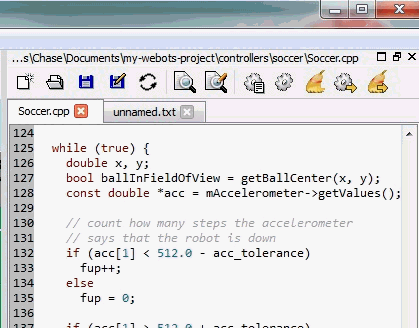 ...s\Chase\Documents\my-webots-project\controllers\soccer\Soccer.cpp
Soccer.cpp unnamed.txt
124
125 while (true) {
126 double x, y;
127 bool ballInFieldOfView = getBallCenter(x, y);
128 const double *acc = mAccelerometer->getValues();
129
130 // count how many steps the accelerometer
131 // says that the robot is down
132 if (acc[1] < 512.0 - acc_tolerance)
133 fup++;
134 else
135 fup = 0;
136
137 if (acc[1] > 512.0 + acc_tolerance)